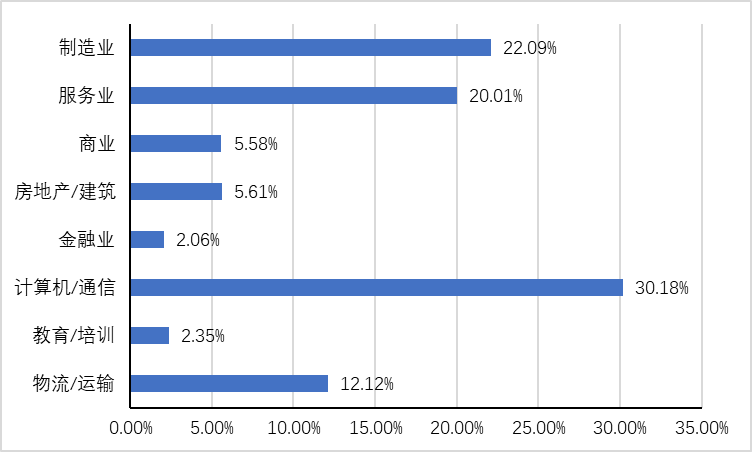 制造业 22.09%
服务业 20.01%
商业 5.58%
房地产/建筑 5.61%
金融业 2.06%
计算机/通信 30.18%
教育/培训 2.35%
物流/运输 12.12%
0.00% 5.00% 10.00% 15.00% 20.00% 25.00% 30.00% 35.00%